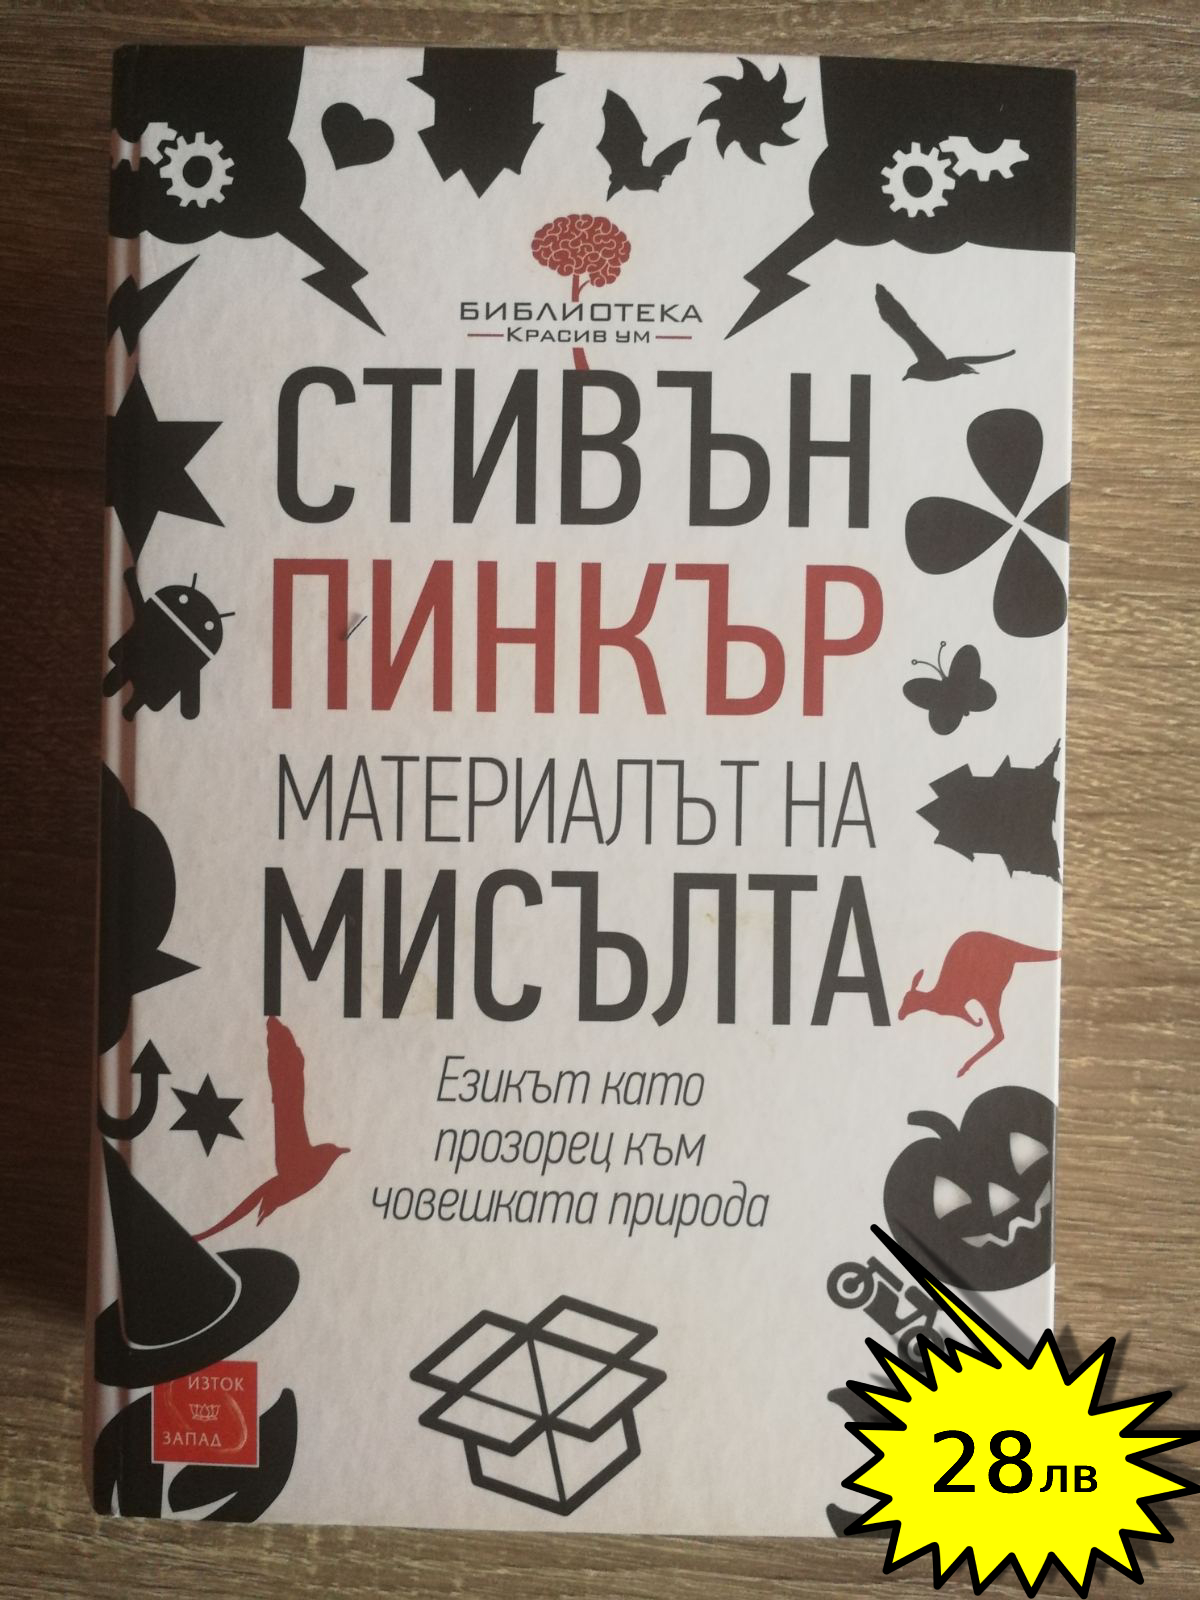 БИБЛИОТЕКА
КРАСИВ УМ
СТИВЪН
ПИНКЪР
МАТЕРИАЛЪТ НА
МИСЪЛТА
Езикът като
прозорец към
човешката природа
ИЗТОК
ЗАПАД
28лв